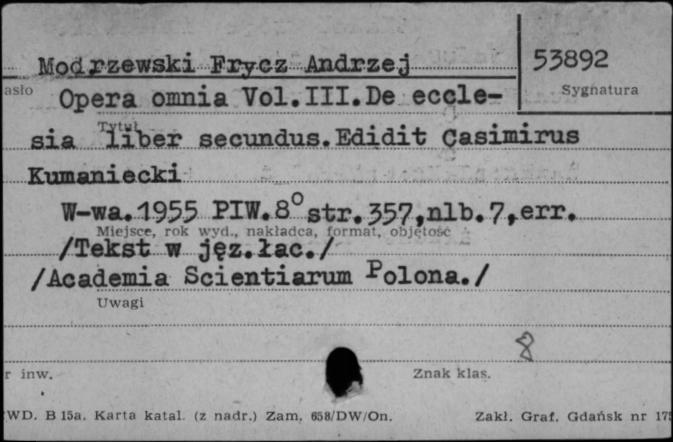 Modrzewski Frycz Andrzej 53892
asło Sygnatura
Opera omnia Vol.III.De eccle-
Tytuł
sia liber secundus.Edidit Casimirus
Kumaniecki
W-wa.1955 PIW.8° str.357,nlb.7,err.
Miejsce, rok wyd., nakładca, format, objętość
/Tekst w jęz.łac./
/Academia Scientiarum Polona./
Uwagi
8
r inw. Znak klas.
WD. B 15a. Karta katal. (z nadr.) Zam. 658/DW/On. Zakł. Graf. Gdańsk nr 175